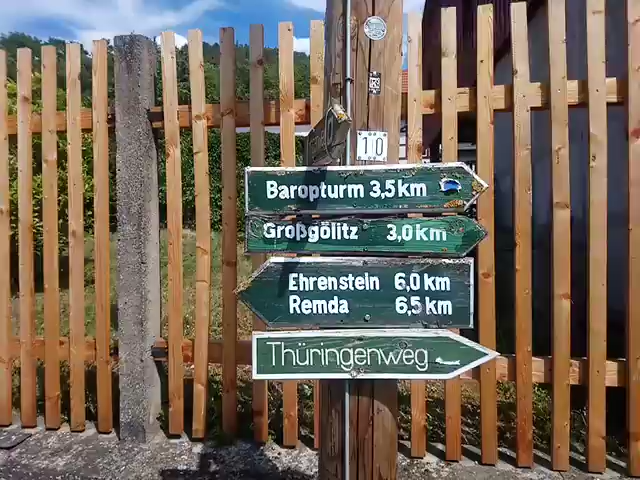 10
Baropturm 3,5 km
Großgölitz 3,0 km
Ehrenstein 6,0 km
Remda 6,5 km
Thüringenweg